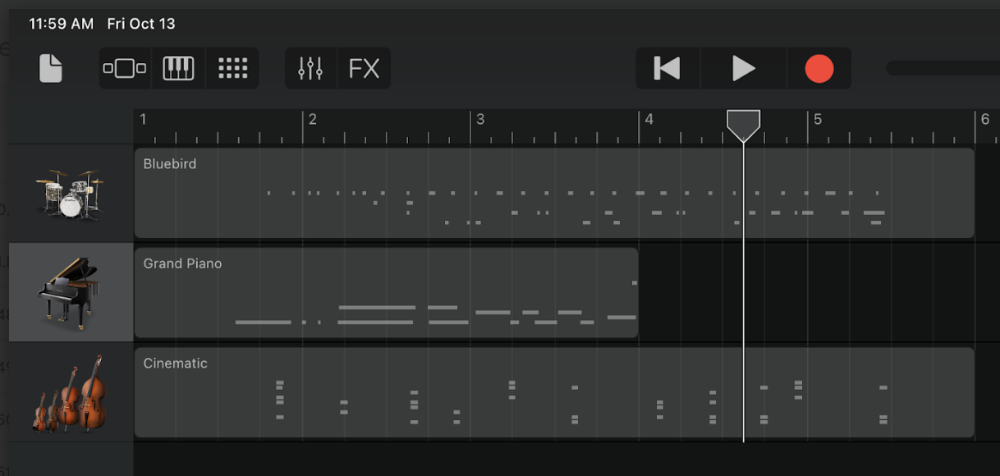 11:59 AM Fri Oct 13
FX
1 2 3 4 5 6
Bluebird
Grand Piano
Cinematic